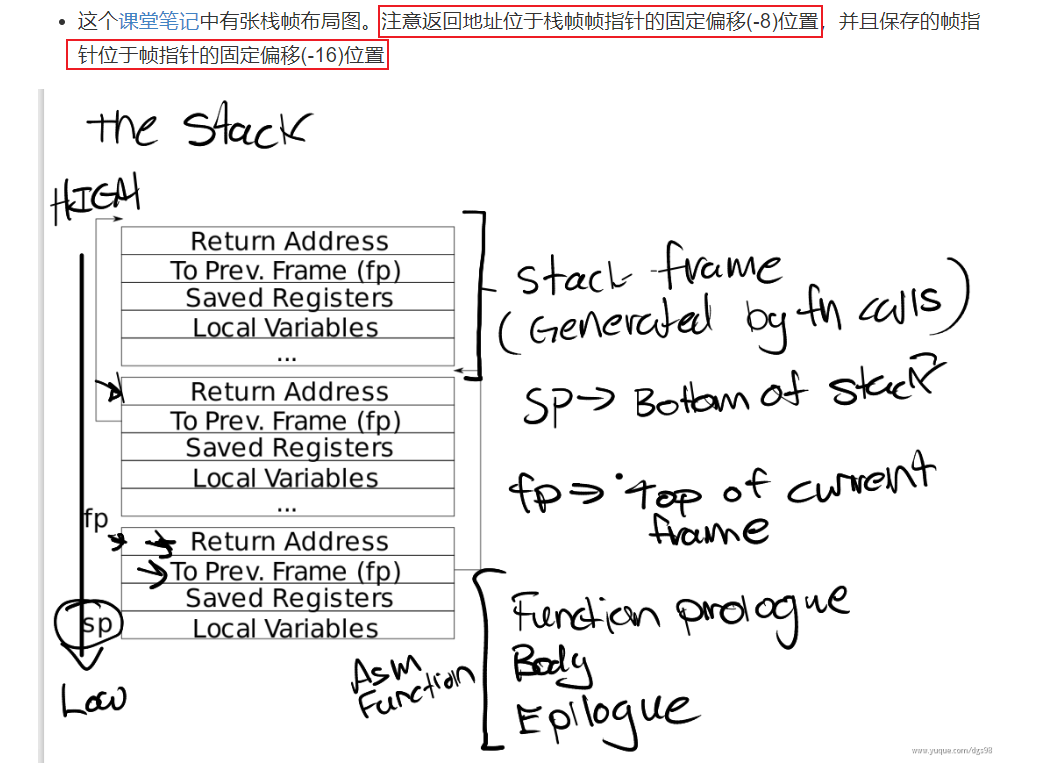 • 这个课堂笔记中有张栈帧布局图。注意返回地址位于栈帧帧指针的固定偏移(-8)位置，并且保存的帧指
针位于帧指针的固定偏移(-16)位置
The Stack
HIGH
Return Address
To Prev. Frame (fp)
Saved Registers
Local Variables
...
Stack frame
(Generated by fn calls)
Return Address
To Prev. Frame (fp)
Saved Registers
Local Variables
...
SP → Bottom of stack
fp → Top of current
frame
fp
Return Address
To Prev. Frame (fp)
Saved Registers
Local Variables
sp
Low
Asm
Function
Function prologue
Body
Epilogue
www.yuque.com/dgs98